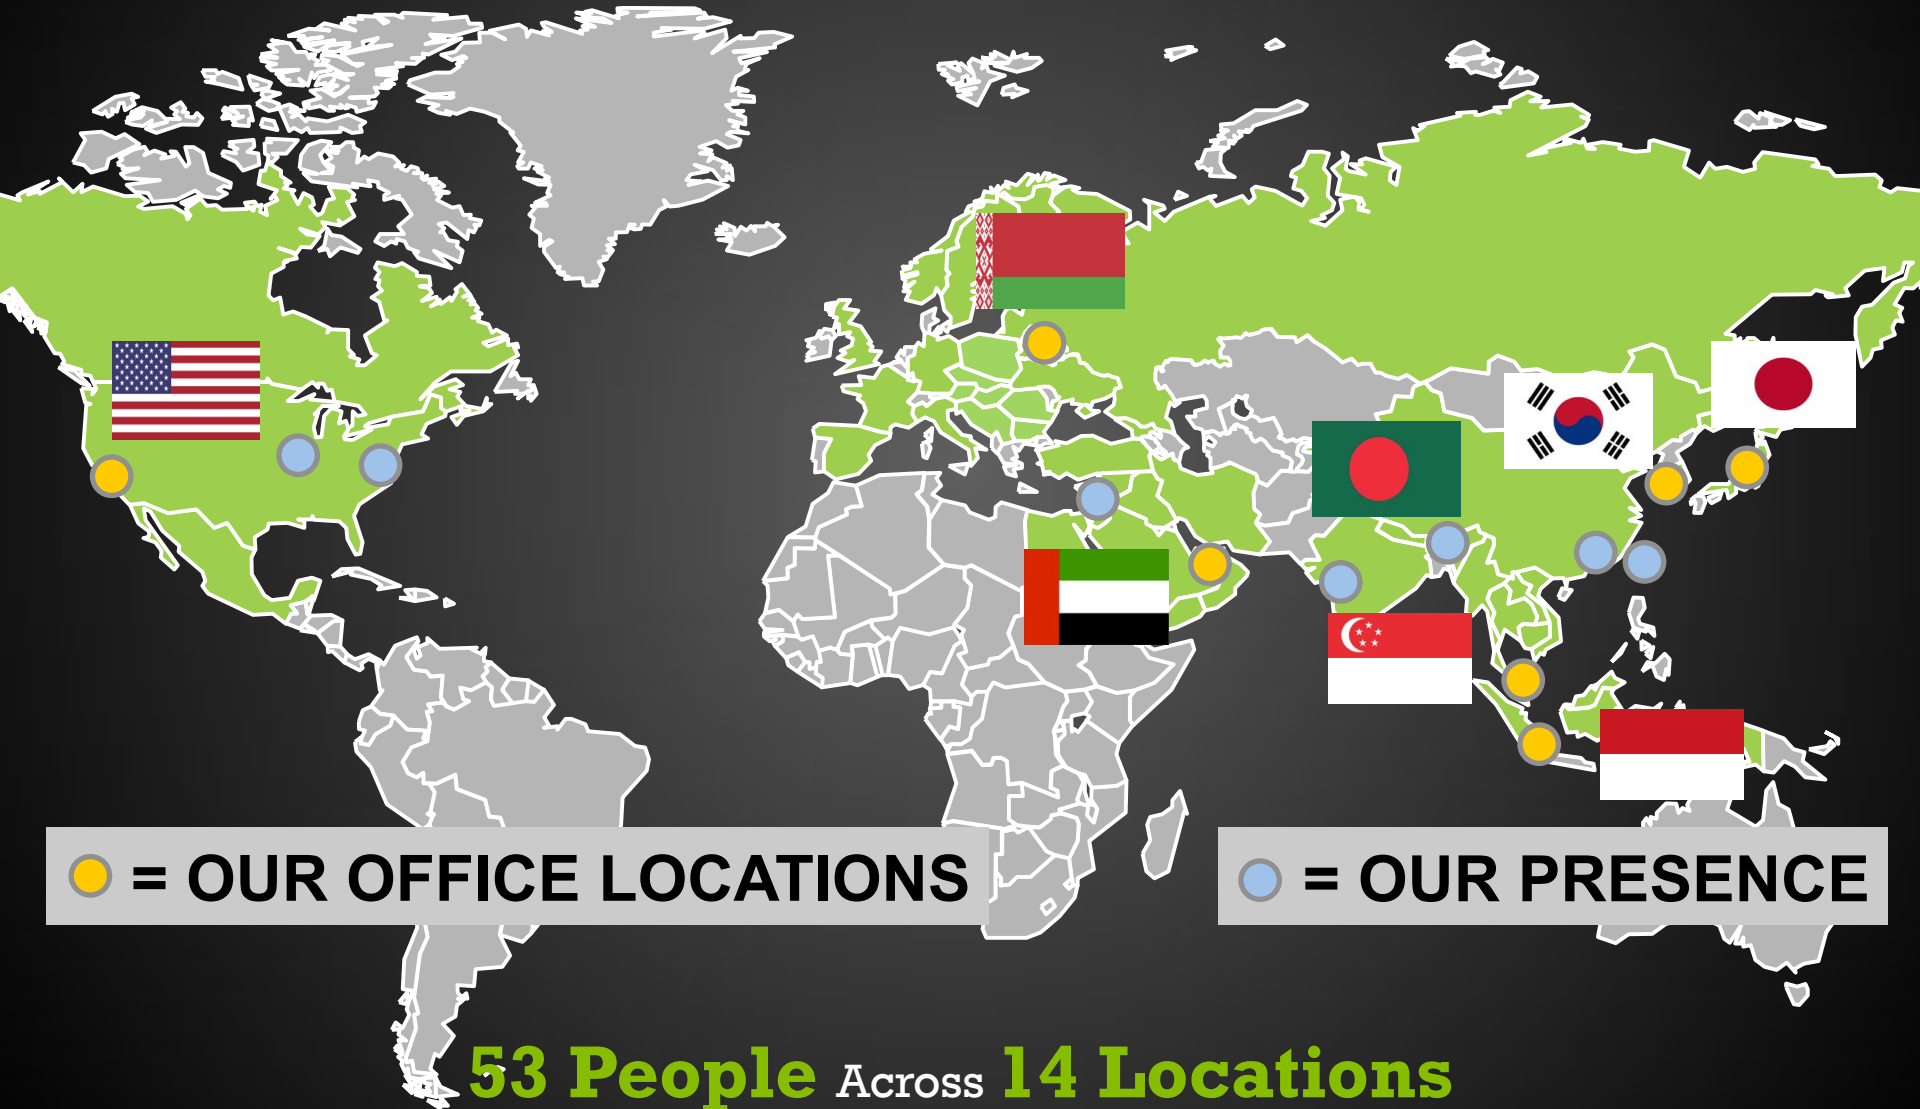 = OUR OFFICE LOCATIONS
= OUR PRESENCE
53 People Across 14 Locations